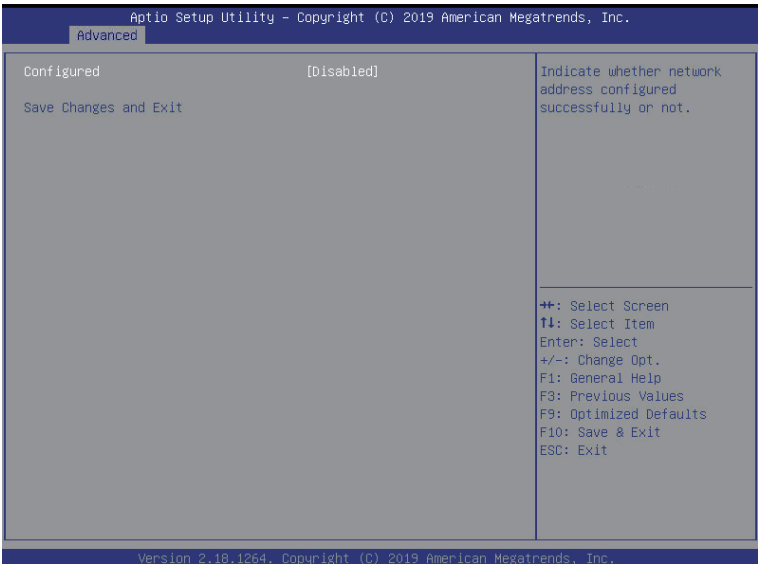 Aptio Setup Utility – Copyright (C) 2019 American Megatrends, Inc.
Advanced
Configured [Disabled]
Save Changes and Exit
Indicate whether network
address configured
successfully or not.
→←: Select Screen
↑↓: Select Item
Enter: Select
+/-: Change Opt.
F1: General Help
F3: Previous Values
F9: Optimized Defaults
F10: Save & Exit
ESC: Exit
Version 2.18.1264. Copyright (C) 2019 American Megatrends, Inc.